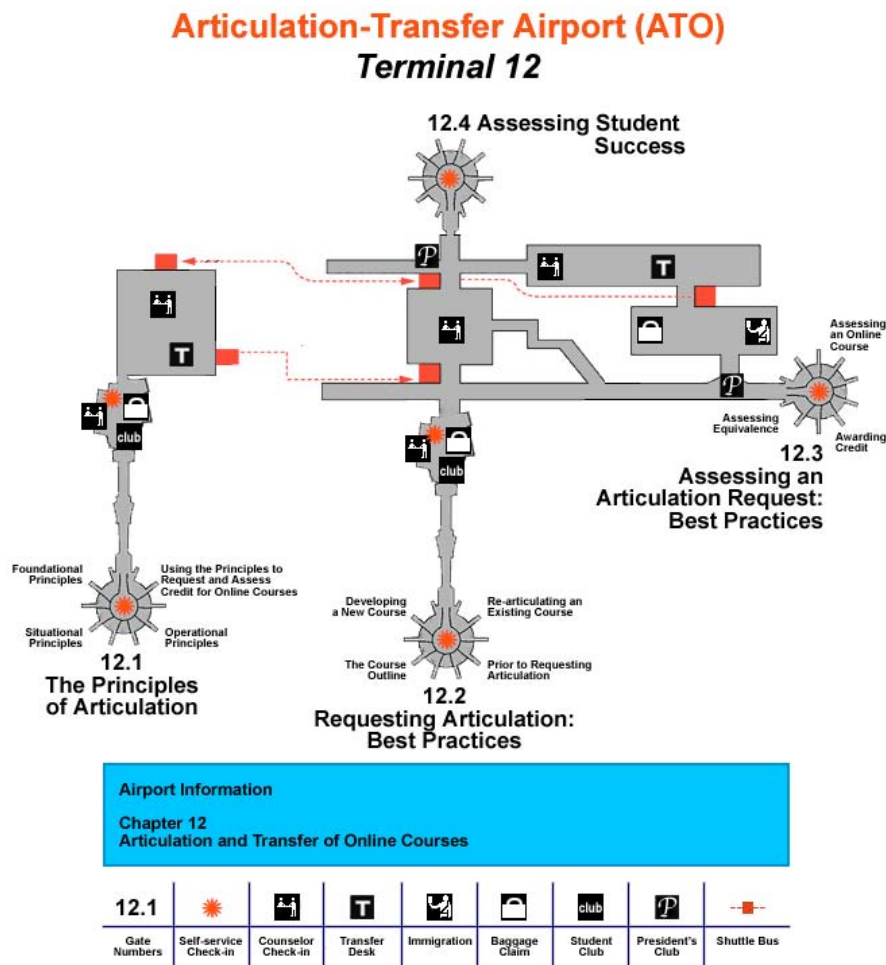 Articulation-Transfer Airport (ATO)
Terminal 12
12.4 Assessing Student
Success
P
T
T
P
club
club
Assessing
an Online
Course
Assessing
Equivalence
Awarding
Credit
12.3
Assessing an
Articulation Request:
Best Practices
Foundational
Principles
Using the Principles to
Request and Assess
Credit for Online Courses
Situational
Principles
Operational
Principles
12.1
The Principles
of Articulation
Developing
a New Course
Re-articulating an
Existing Course
The Course
Outline
Prior to Requesting
Articulation
12.2
Requesting Articulation:
Best Practices
Airport Information
Chapter 12
Articulation and Transfer of Online Courses
12.1
T
club
P
Gate
Numbers
Self-service
Check-in
Counselor
Check-in
Transfer
Desk
Immigration
Baggage
Claim
Student
Club
President's
Club
Shuttle Bus